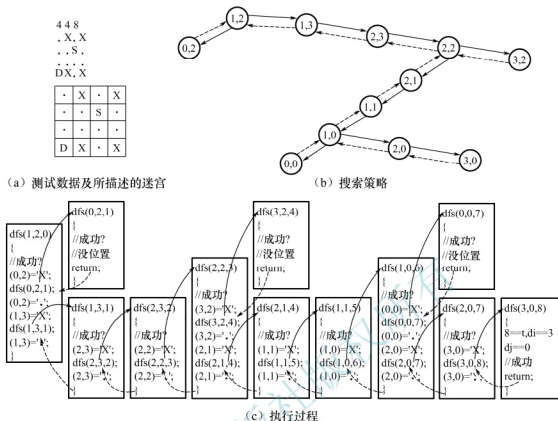 4 4 8
. X . X
. . S .
. . . .
D X . X
· X · X
· · S ·
· · · ·
D X · X
(a) 测试数据及所描述的迷宫
1,2
0,2
1,3
2,3
2,2
3,2
2,1
1,1
1,0
0,0
2,0
3,0
(b) 搜索策略
dfs(1,2,0)
{
//成功?
(0,2)='X';
dfs(0,2,1);
(0,2)='.';
(1,3)='X';
dfs(1,3,1);
(1,3)='.';
}
dfs(0,2,1)
{
//成功?
//没位置
return;
}
dfs(1,3,1)
{
//成功?
(2,3)='X';
dfs(2,3,2);
(2,3)='.';
}
dfs(2,3,2)
{
//成功?
(2,2)='X';
dfs(2,2,3);
(2,2)='.';
}
dfs(2,2,3)
{
//成功?
(3,2)='X';
dfs(3,2,4);
(3,2)='.';
(2,1)='X';
dfs(2,1,4);
(2,1)='.';
}
dfs(3,2,4)
{
//成功?
//没位置
return;
}
dfs(2,1,4)
{
//成功?
(1,1)='X';
dfs(1,1,5);
(1,1)='.';
}
dfs(1,1,5)
{
//成功?
(1,0)='X';
dfs(1,0,6);
(1,0)='.';
}
dfs(1,0,6)
{
//成功?
(0,0)='X';
dfs(0,0,7);
(0,0)='.';
(2,0)='X';
dfs(2,0,7);
(2,0)='.';
}
dfs(0,0,7)
{
//成功?
//没位置
return;
}
dfs(2,0,7)
{
//成功?
(3,0)='X';
dfs(3,0,8);
(3,0)='.';
}
dfs(3,0,8)
{
8==t,di==3
dj==0
//成功
return;
}
(c) 执行过程